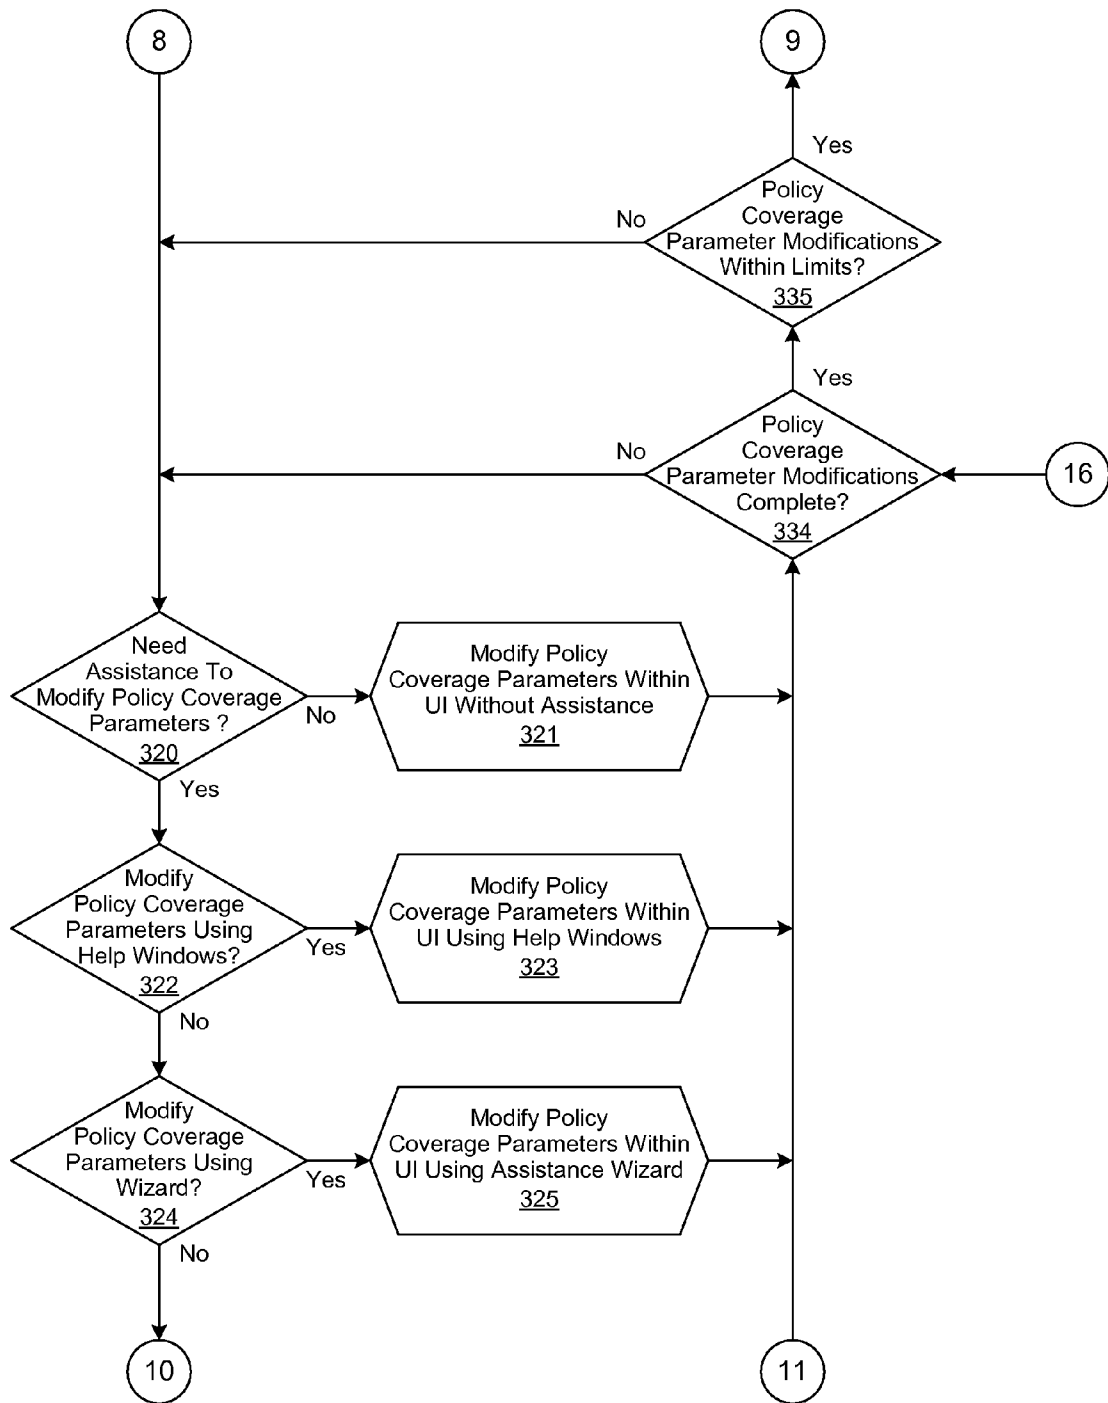 8
9
Yes
Policy
Coverage
Parameter Modifications
Within Limits?
335
No
Yes
Policy
Coverage
Parameter Modifications
Complete?
334
No
16
Need
Assistance To
Modify Policy Coverage
Parameters ?
320
No
Yes
Modify Policy
Coverage Parameters Within
UI Without Assistance
321
Modify
Policy Coverage
Parameters Using
Help Windows?
322
Yes
No
Modify Policy
Coverage Parameters Within
UI Using Help Windows
323
Modify
Policy Coverage
Parameters Using
Wizard?
324
Yes
No
Modify Policy
Coverage Parameters Within
UI Using Assistance Wizard
325
10
11